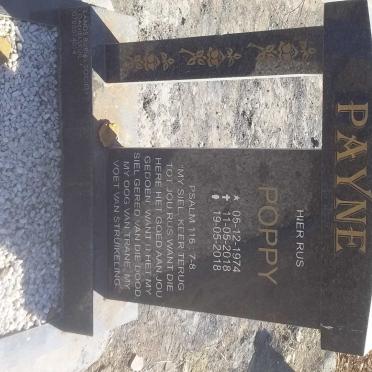 PAYNE
HIER RUS
POPPY
* 05-12-1974
✝ 11-05-2018
⚱ 19-05-2018
PSALM 116 : 7-8
"MY SIEL, KEER TERUG
TOT JOU RUS; WANT DIE
HERE HET GOED AAN JOU
GEDOEN. WANT U HET MY
SIEL GERED VAN DIE DOOD,
MY OOG VAN TRANE, MY
VOET VAN STRUIKELING."